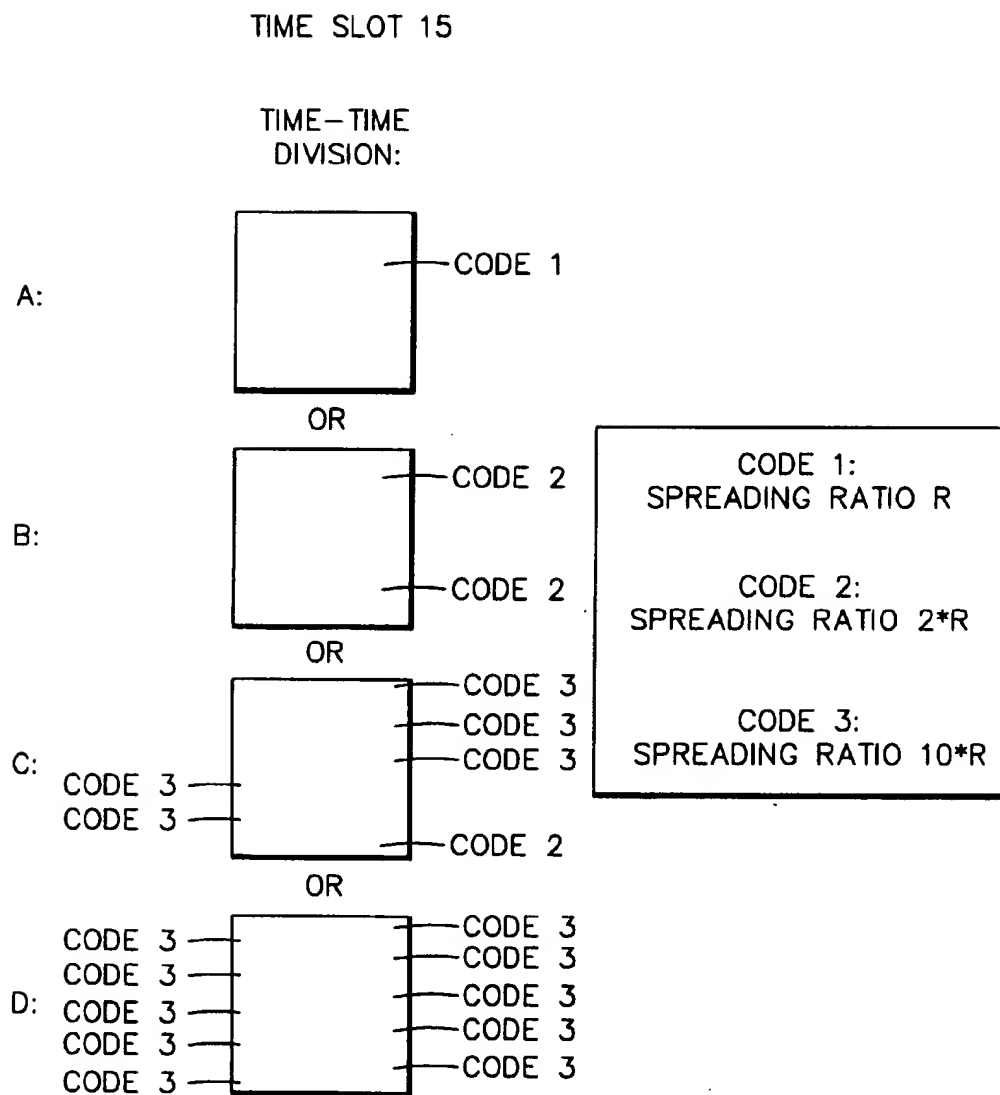 TIME SLOT 15
TIME-TIME
DIVISION:
A:
CODE 1
OR
B:
CODE 2
CODE 2
OR
C:
CODE 3
CODE 3
CODE 3
CODE 3
CODE 3
CODE 2
OR
D:
CODE 3
CODE 3
CODE 3
CODE 3
CODE 3
CODE 3
CODE 3
CODE 3
CODE 3
CODE 3
CODE 1:
SPREADING RATIO R
CODE 2:
SPREADING RATIO 2*R
CODE 3:
SPREADING RATIO 10*R